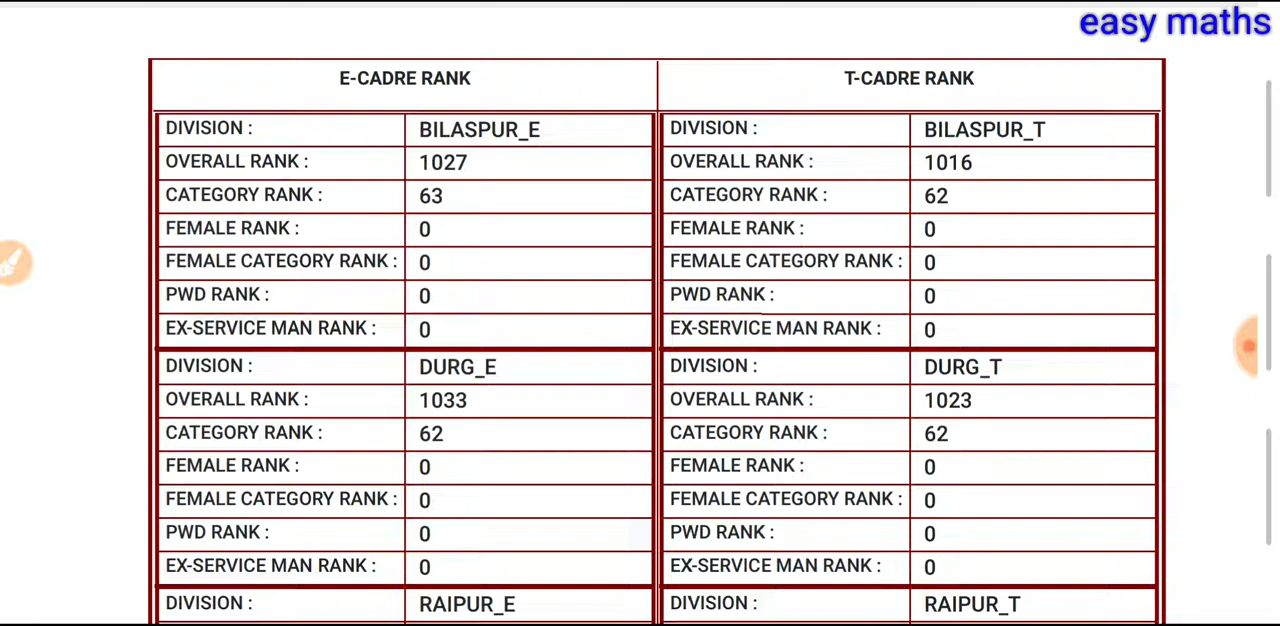 easy maths
E-CADRE RANK T-CADRE RANK
DIVISION : BILASPUR_E DIVISION : BILASPUR_T
OVERALL RANK : 1027 OVERALL RANK : 1016
CATEGORY RANK : 63 CATEGORY RANK : 62
FEMALE RANK : 0 FEMALE RANK : 0
FEMALE CATEGORY RANK : 0 FEMALE CATEGORY RANK : 0
PWD RANK : 0 PWD RANK : 0
EX-SERVICE MAN RANK : 0 EX-SERVICE MAN RANK : 0
DIVISION : DURG_E DIVISION : DURG_T
OVERALL RANK : 1033 OVERALL RANK : 1023
CATEGORY RANK : 62 CATEGORY RANK : 62
FEMALE RANK : 0 FEMALE RANK : 0
FEMALE CATEGORY RANK : 0 FEMALE CATEGORY RANK : 0
PWD RANK : 0 PWD RANK : 0
EX-SERVICE MAN RANK : 0 EX-SERVICE MAN RANK : 0
DIVISION : RAIPUR_E DIVISION : RAIPUR_T